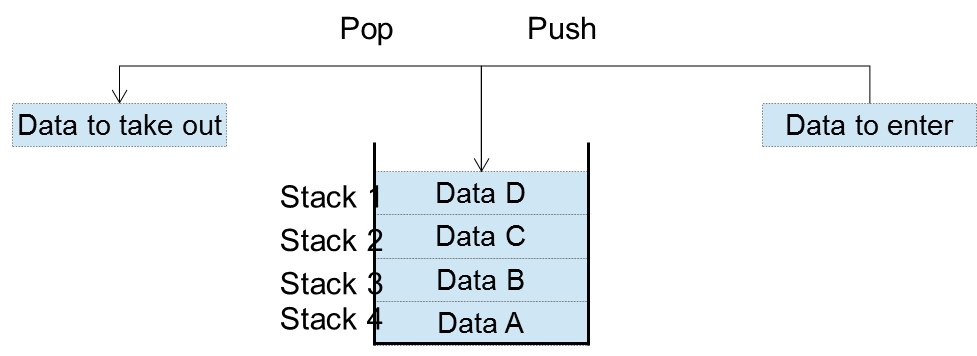 Pop
Push
Data to take out
Data to enter
Stack 1
Data D
Stack 2
Data C
Stack 3
Data B
Stack 4
Data A